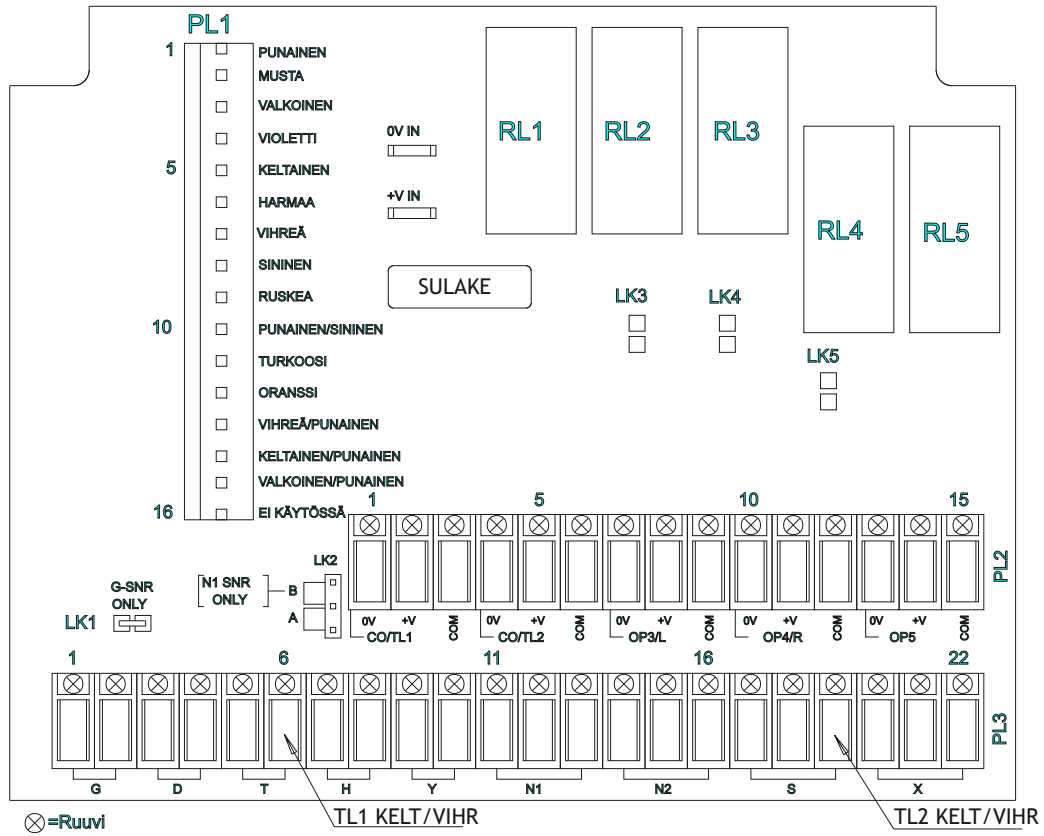 PL1
1 PUNAINEN
MUSTA
VALKOINEN
VIOLETTI
5 KELTAINEN
HARMAA
VIHREÄ
SININEN
RUSKEA
10 PUNAINEN/SININEN
TURKOOSI
ORANSSI
VIHREÄ/PUNAINEN
KELTAINEN/PUNAINEN
VALKOINEN/PUNAINEN
16 EI KÄYTÖSSÄ
0V IN
+V IN
SULAKE
RL1 RL2 RL3
RL4 RL5
LK3 LK4
LK5
1 5 10 15
PL2
0V +V COM 0V +V COM 0V +V COM 0V +V COM 0V +V COM
CO/TL1 CO/TL2 OP3/L OP4/R OP5
LK2
B
A
N1 SNR
ONLY
G-SNR
ONLY
LK1
1 6 11 16 22
PL3
G D T H Y N1 N2 S X
TL1 KELT/VIHR TL2 KELT/VIHR
=Ruuvi